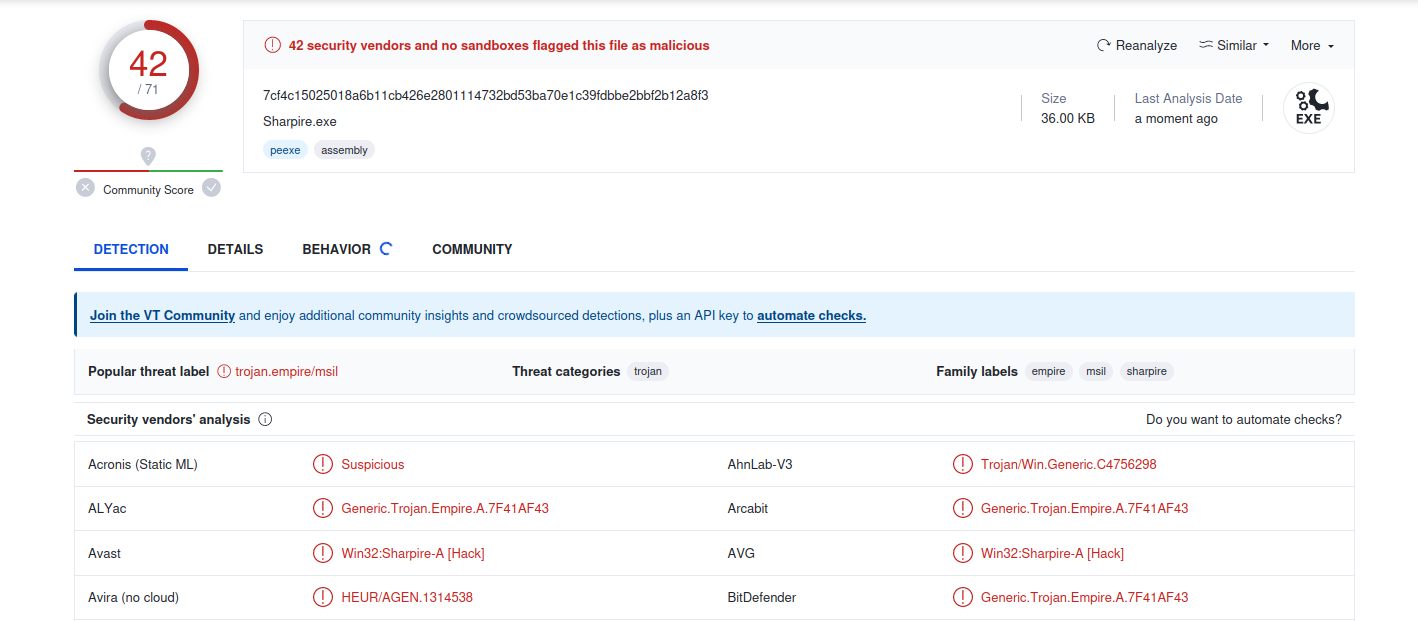 42
/ 71
Community Score
42 security vendors and no sandboxes flagged this file as malicious
Reanalyze
Similar
More
7cf4c15025018a6b11cb426e2801114732bd53ba70e1c39fdbbe2bbf2b12a8f3
Sharpire.exe
peexe
assembly
Size
36.00 KB
Last Analysis Date
a moment ago
EXE
DETECTION
DETAILS
BEHAVIOR
COMMUNITY
Join the VT Community and enjoy additional community insights and crowdsourced detections, plus an API key to automate checks.
Popular threat label trojan.empire/msil
Threat categories trojan
Family labels empire msil sharpire
Security vendors' analysis
Do you want to automate checks?
Acronis (Static ML) Suspicious
AhnLab-V3 Trojan/Win.Generic.C4756298
ALYac Generic.Trojan.Empire.A.7F41AF43
Arcabit Generic.Trojan.Empire.A.7F41AF43
Avast Win32:Sharpire-A [Hack]
AVG Win32:Sharpire-A [Hack]
Avira (no cloud) HEUR/AGEN.1314538
BitDefender Generic.Trojan.Empire.A.7F41AF43